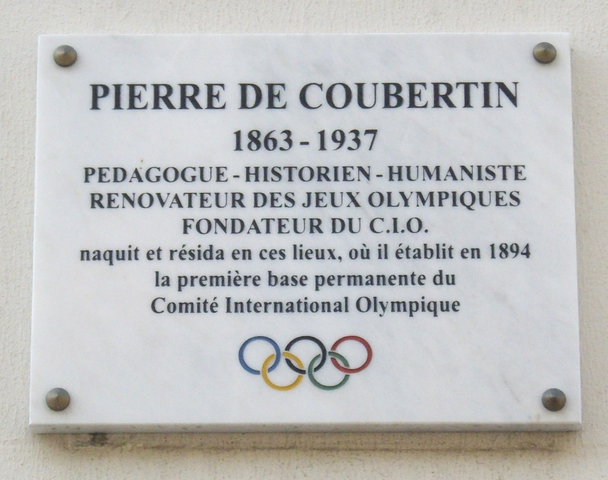 PIERRE DE COUBERTIN
1863 - 1937
PEDAGOGUE - HISTORIEN - HUMANISTE
RENOVATEUR DES JEUX OLYMPIQUES
FONDATEUR DU C.I.O.
naquit et résida en ces lieux, où il établit en 1894
la première base permanente du
Comité International Olympique